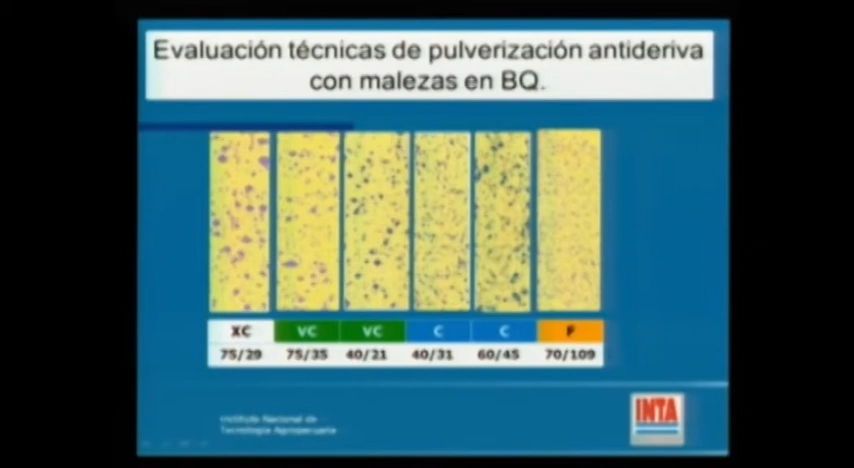 Evaluación técnicas de pulverización antideriva
con malezas en BQ.
XC VC VC C C F
75/29 75/35 40/21 40/31 60/45 70/109
Instituto Nacional de
Tecnología Agropecuaria
INTA